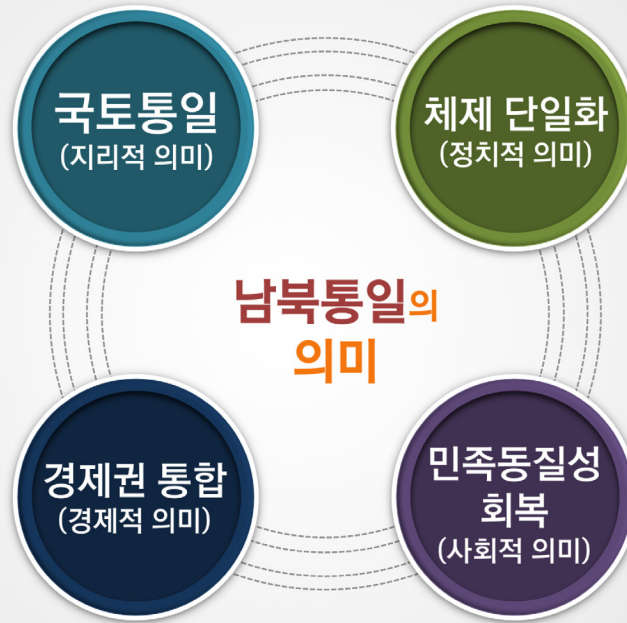 국토통일
(지리적 의미)
체제 단일화
(정치적 의미)
남북통일의
의미
경제권 통합
(경제적 의미)
민족동질성
회복
(사회적 의미)